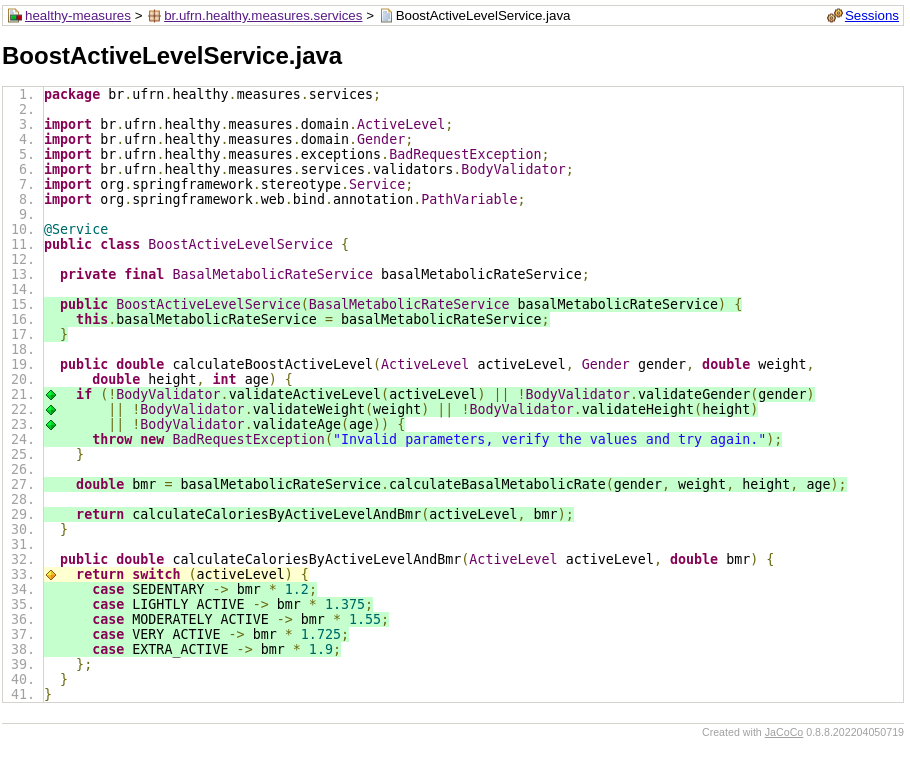 healthy-measures > br.ufrn.healthy.measures.services > BoostActiveLevelService.java Sessions
BoostActiveLevelService.java
1. package br.ufrn.healthy.measures.services;
2.
3. import br.ufrn.healthy.measures.domain.ActiveLevel;
4. import br.ufrn.healthy.measures.domain.Gender;
5. import br.ufrn.healthy.measures.exceptions.BadRequestException;
6. import br.ufrn.healthy.measures.services.validators.BodyValidator;
7. import org.springframework.stereotype.Service;
8. import org.springframework.web.bind.annotation.PathVariable;
9.
10. @Service
11. public class BoostActiveLevelService {
12.
13.   private final BasalMetabolicRateService basalMetabolicRateService;
14.
15.   public BoostActiveLevelService(BasalMetabolicRateService basalMetabolicRateService) {
16.     this.basalMetabolicRateService = basalMetabolicRateService;
17.   }
18.
19.   public double calculateBoostActiveLevel(ActiveLevel activeLevel, Gender gender, double weight,
20.       double height, int age) {
21.     if (!BodyValidator.validateActiveLevel(activeLevel) || !BodyValidator.validateGender(gender)
22.         || !BodyValidator.validateWeight(weight) || !BodyValidator.validateHeight(height)
23.         || !BodyValidator.validateAge(age)) {
24.       throw new BadRequestException("Invalid parameters, verify the values and try again.");
25.     }
26.
27.     double bmr = basalMetabolicRateService.calculateBasalMetabolicRate(gender, weight, height, age);
28.
29.     return calculateCaloriesByActiveLevelAndBmr(activeLevel, bmr);
30.   }
31.
32.   public double calculateCaloriesByActiveLevelAndBmr(ActiveLevel activeLevel, double bmr) {
33.     return switch (activeLevel) {
34.       case SEDENTARY -> bmr * 1.2;
35.       case LIGHTLY_ACTIVE -> bmr * 1.375;
36.       case MODERATELY_ACTIVE -> bmr * 1.55;
37.       case VERY_ACTIVE -> bmr * 1.725;
38.       case EXTRA_ACTIVE -> bmr * 1.9;
39.     };
40.   }
41. }
Created with JaCoCo 0.8.8.202204050719